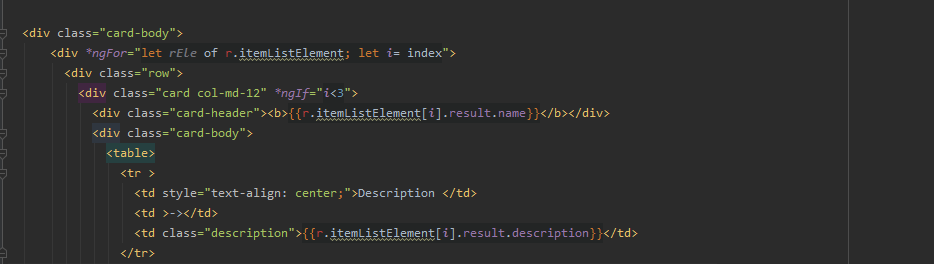 <div class="card-body">
<div *ngFor="let rEle of r.itemListElement; let i= index">
<div class="row">
<div class="card col-md-12" *ngIf="i<3">
<div class="card-header"><b>{{r.itemListElement[i].result.name}}</b></div>
<div class="card-body">
<table>
<tr >
<td style="text-align: center;">Description </td>
<td >-></td>
<td class="description">{{r.itemListElement[i].result.description}}</td>
</tr>